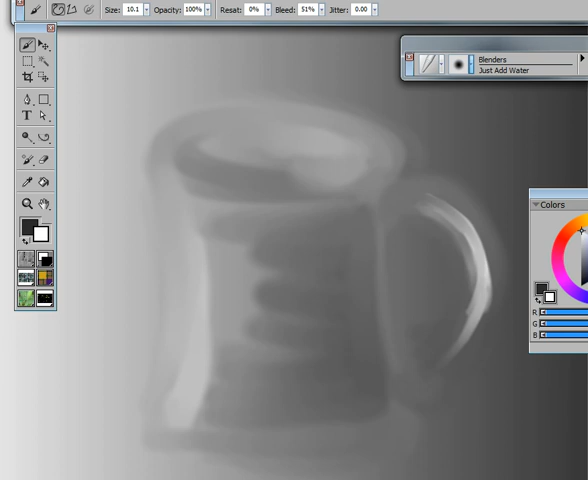 Size: 10.1 Opacity: 100% Resat: 0% Bleed: 51% Jitter: 0.00
Blenders
Just Add Water
T
Colors
R
G
B